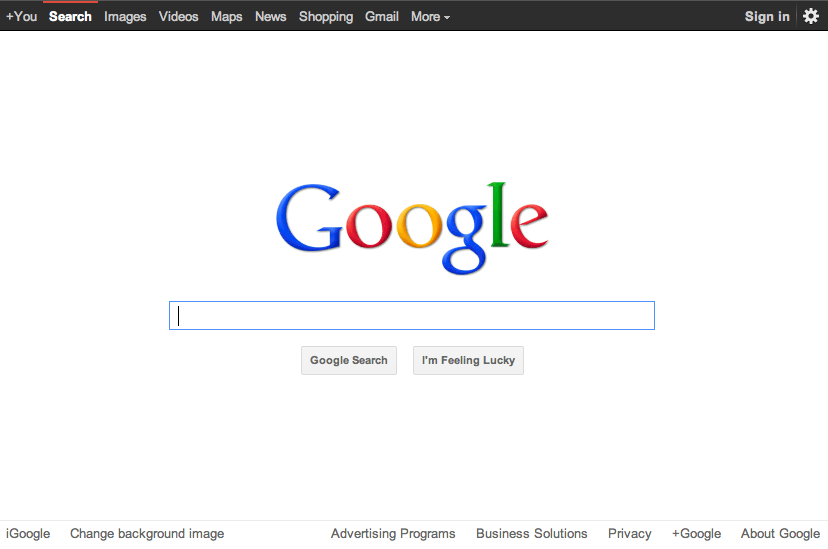 +You Search Images Videos Maps News Shopping Gmail More Sign in
Google
Google Search I'm Feeling Lucky
iGoogle Change background image Advertising Programs Business Solutions Privacy +Google About Google